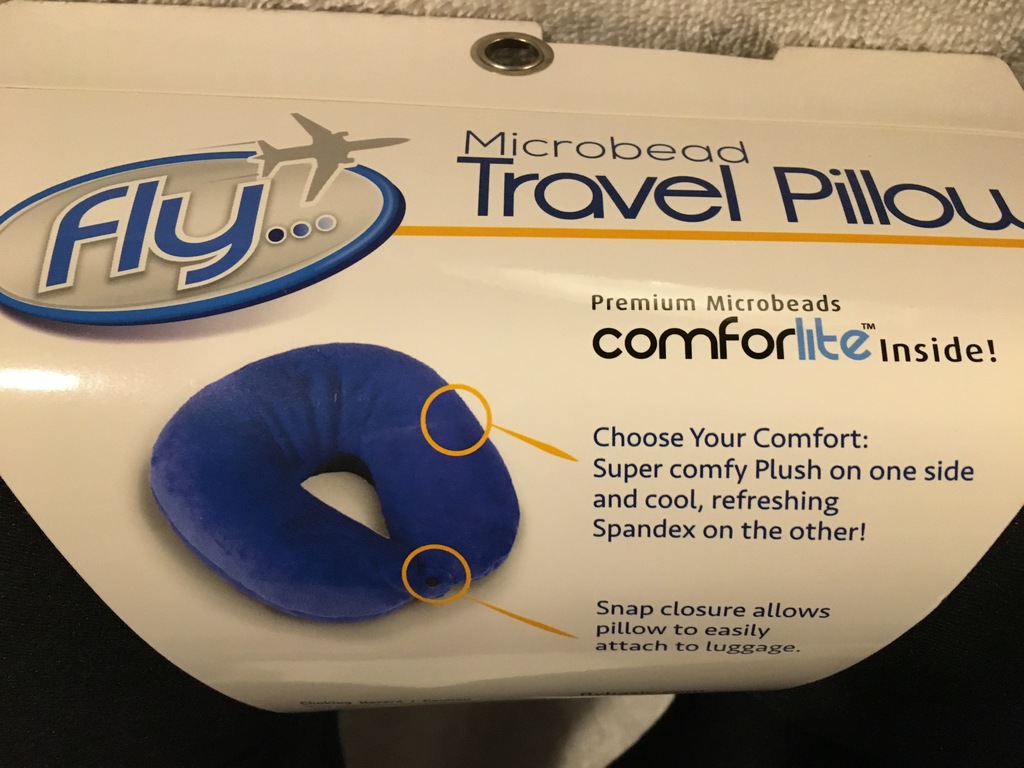 fly...
Microbead
Travel Pillow
Premium Microbeads
comforlite™ Inside!
Choose Your Comfort:
Super comfy Plush on one side
and cool, refreshing
Spandex on the other!
Snap closure allows
pillow to easily
attach to luggage.